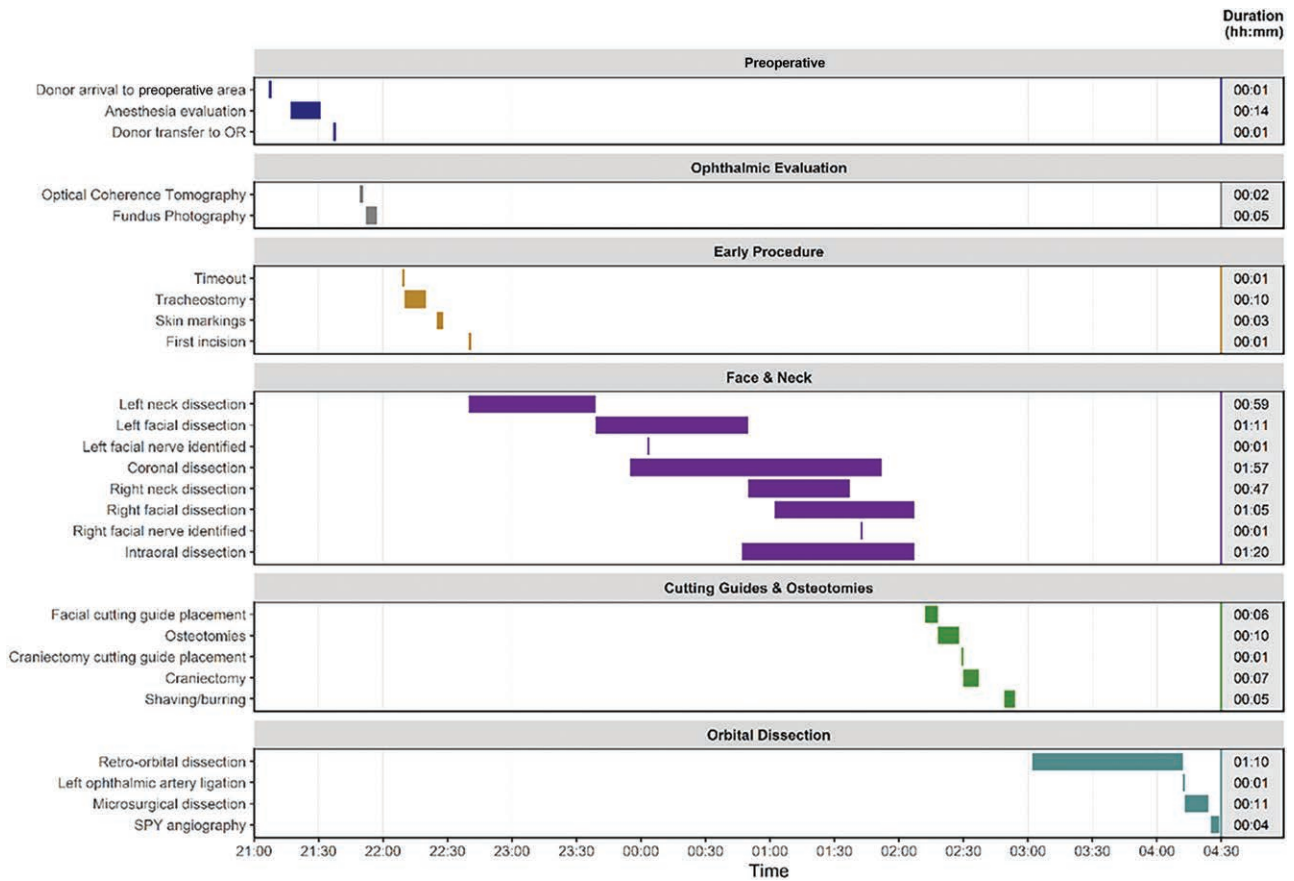 Duration
(hh:mm)
Preoperative
Donor arrival to preoperative area 00:01
Anesthesia evaluation 00:14
Donor transfer to OR 00:01
Ophthalmic Evaluation
Optical Coherence Tomography 00:02
Fundus Photography 00:05
Early Procedure
Timeout 00:01
Tracheostomy 00:10
Skin markings 00:03
First incision 00:01
Face & Neck
Left neck dissection 00:59
Left facial dissection 01:11
Left facial nerve identified 00:01
Coronal dissection 01:57
Right neck dissection 00:47
Right facial dissection 01:05
Right facial nerve identified 00:01
Intraoral dissection 01:20
Cutting Guides & Osteotomies
Facial cutting guide placement 00:06
Osteotomies 00:10
Craniectomy cutting guide placement 00:01
Craniectomy 00:07
Shaving/burring 00:05
Orbital Dissection
Retro-orbital dissection 01:10
Left ophthalmic artery ligation 00:01
Microsurgical dissection 00:11
SPY angiography 00:04
21:00 21:30 22:00 22:30 23:00 23:30 00:00 00:30 01:00 01:30 02:00 02:30 03:00 03:30 04:00 04:30
Time